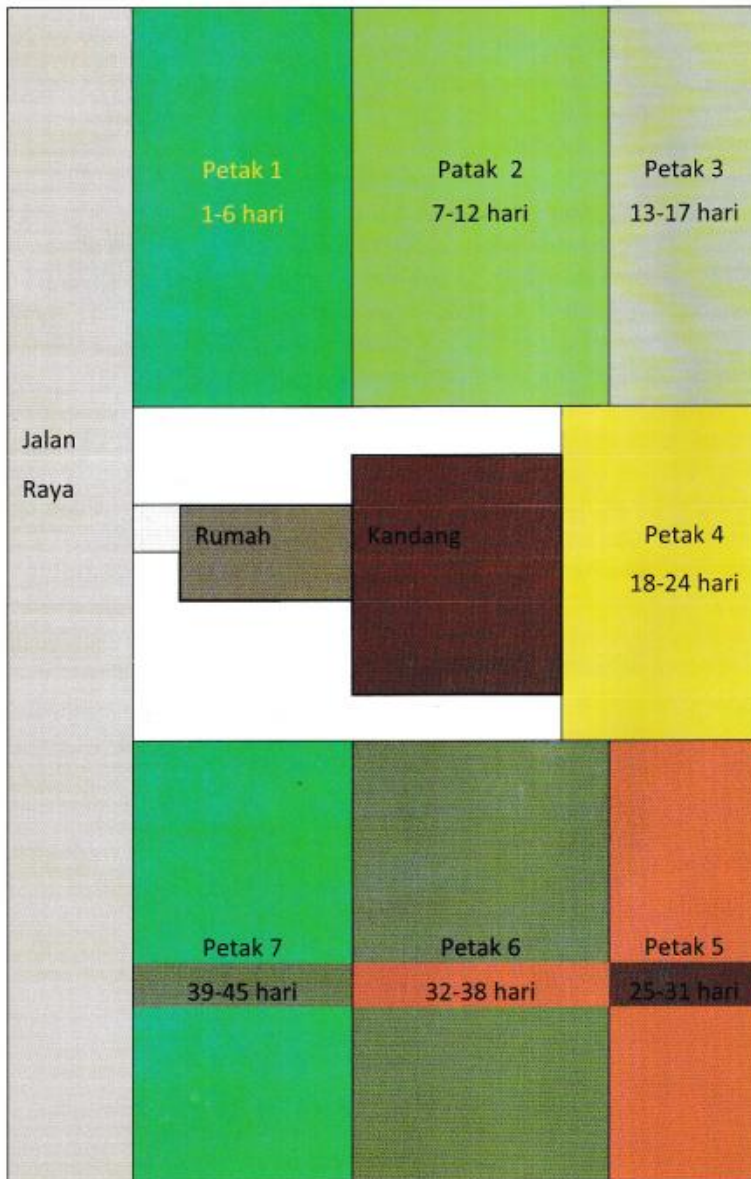 Petak 1
1-6 hari
Patak 2
7-12 hari
Petak 3
13-17 hari
Jalan
Raya
Rumah
Kandang
Petak 4
18-24 hari
Petak 7
39-45 hari
Petak 6
32-38 hari
Petak 5
25-31 hari